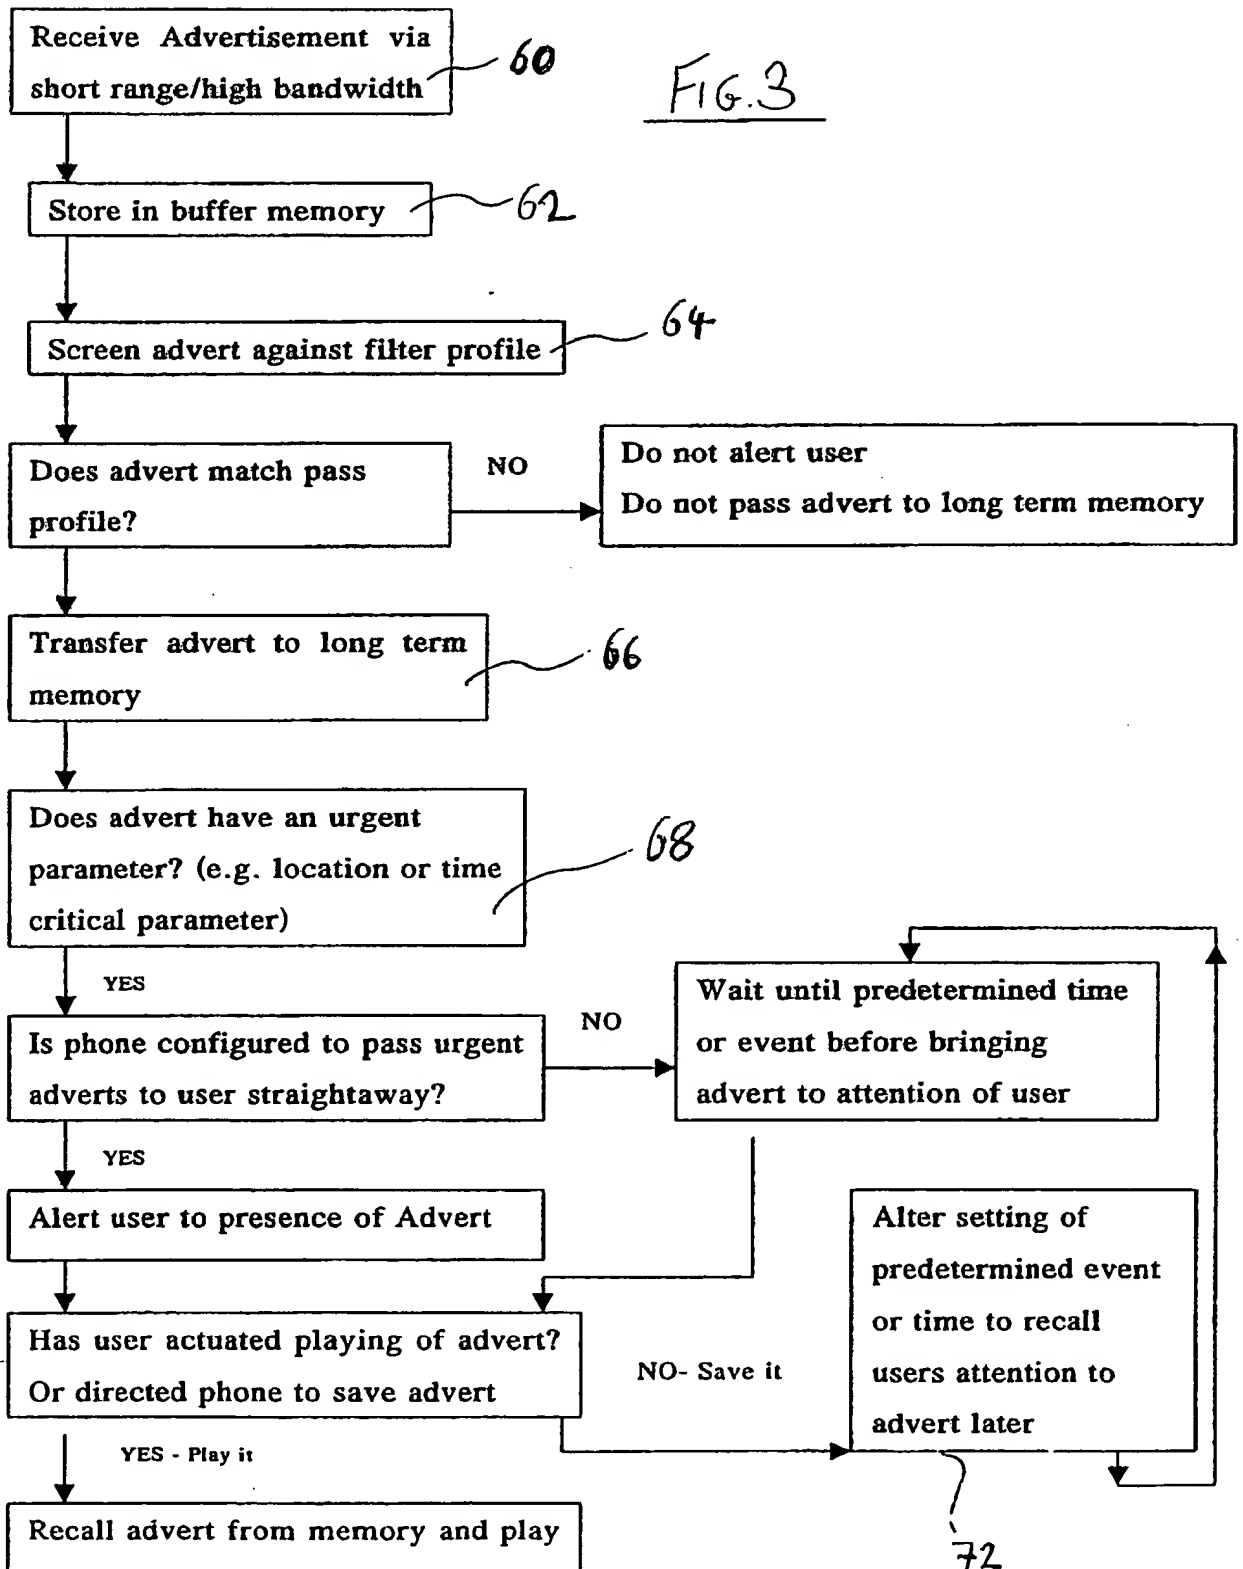 Receive Advertisement via
short range/high bandwidth
60
FIG.3
Store in buffer memory
62
Screen advert against filter profile
64
Does advert match pass
profile?
NO
Do not alert user
Do not pass advert to long term memory
Transfer advert to long term
memory
66
Does advert have an urgent
parameter? (e.g. location or time
critical parameter)
68
YES
Is phone configured to pass urgent
adverts to user straightaway?
NO
Wait until predetermined time
or event before bringing
advert to attention of user
YES
Alert user to presence of Advert
Has user actuated playing of advert?
Or directed phone to save advert
NO- Save it
Alter setting of
predetermined event
or time to recall
users attention to
advert later
72
YES - Play it
Recall advert from memory and play